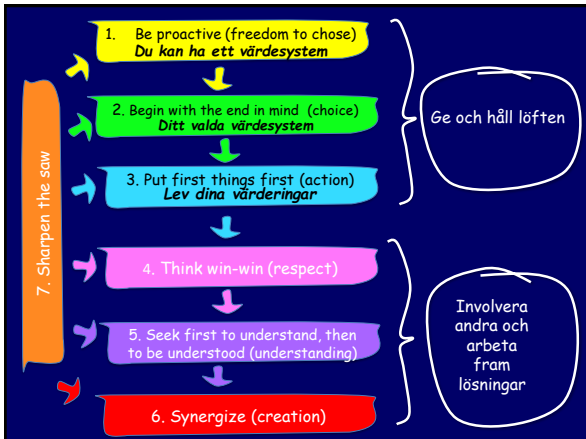 1. Be proactive (freedom to chose)
Du kan ha ett värdesystem
2. Begin with the end in mind (choice)
Ditt valda värdesystem
3. Put first things first (action)
Lev dina värderingar
Ge och håll löften
7. Sharpen the saw
4. Think win-win (respect)
5. Seek first to understand, then
to be understood (understanding)
6. Synergize (creation)
Involvera
andra och
arbeta
fram
lösningar